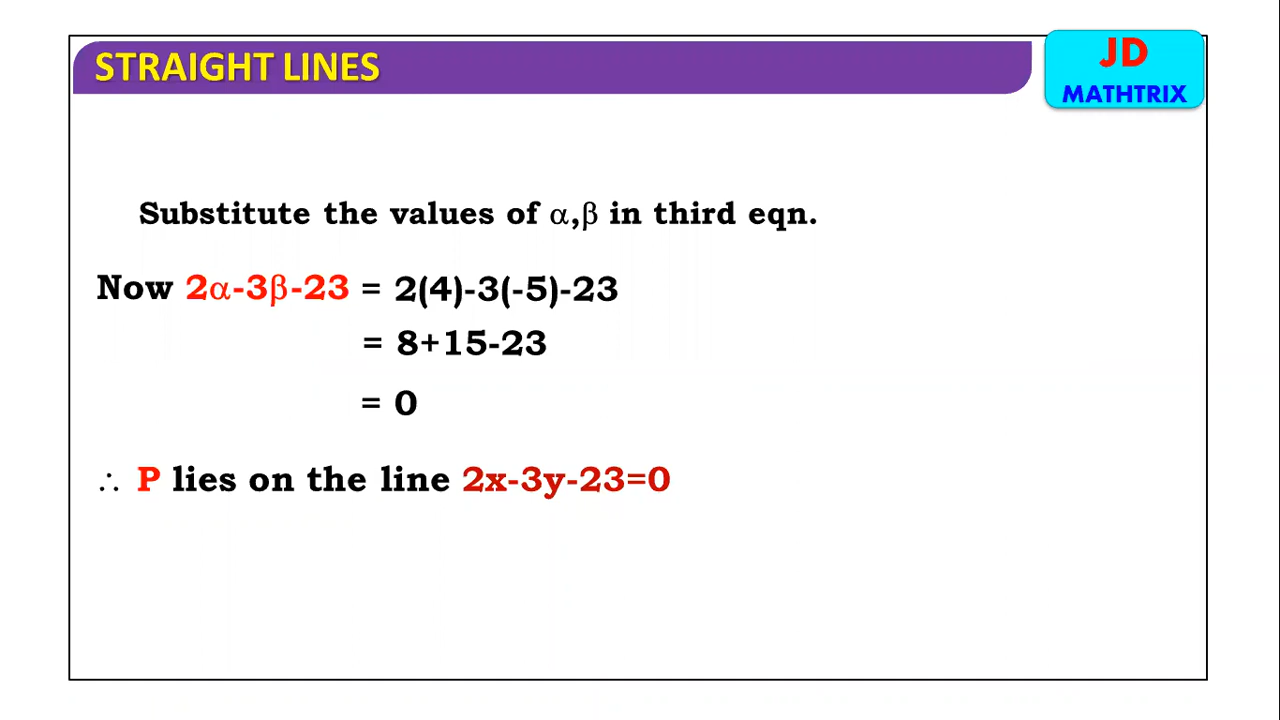 STRAIGHT LINES
JD
MATHTRIX
Substitute the values of α,β in third eqn.
Now 2α-3β-23 = 2(4)-3(-5)-23
= 8+15-23
= 0
∴ P lies on the line 2x-3y-23=0